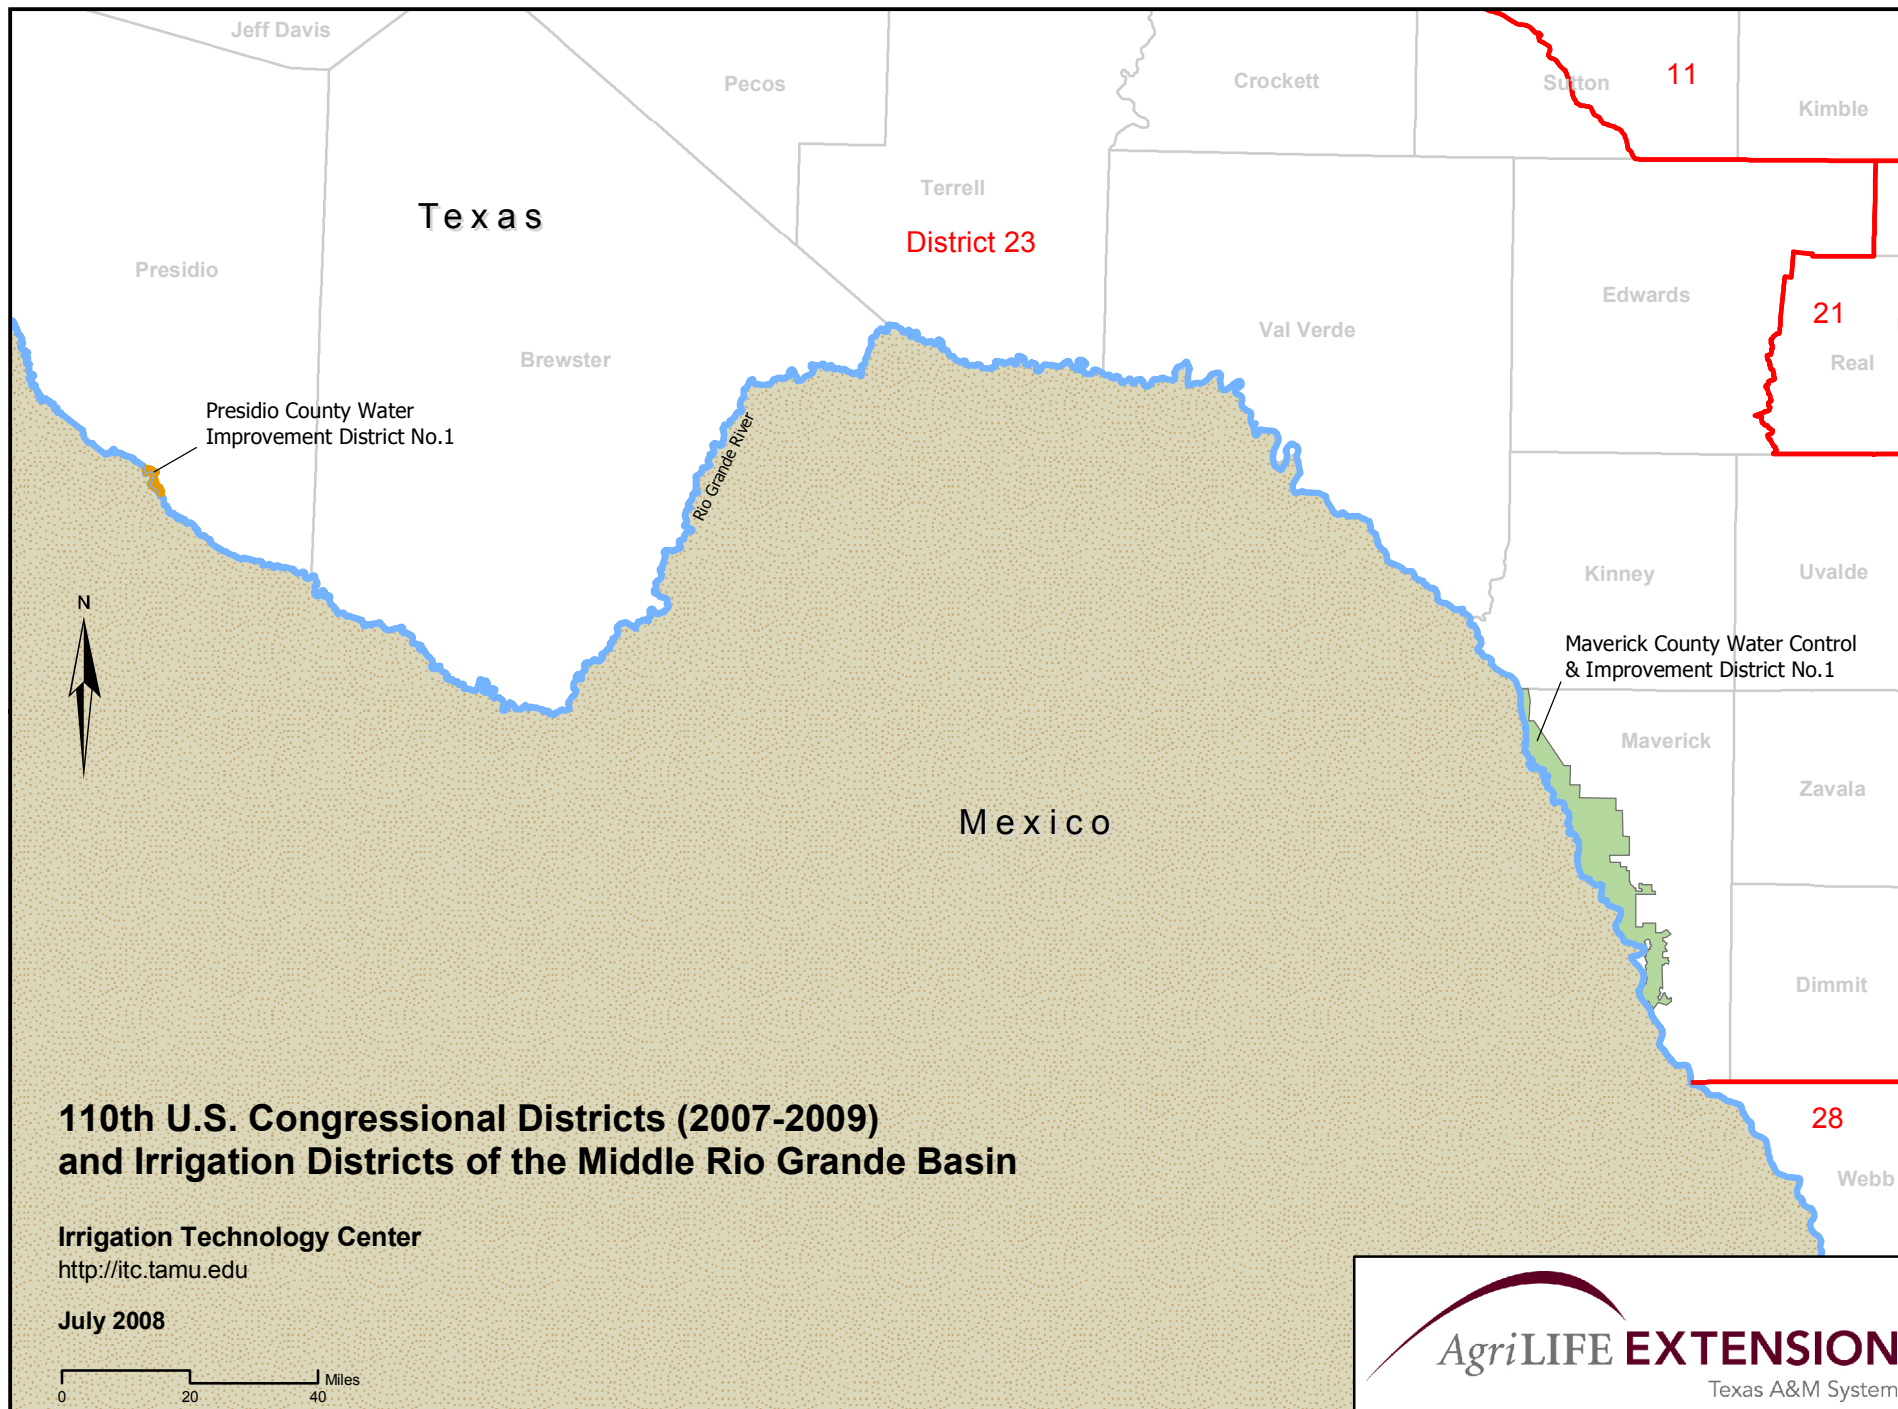 Jeff Davis
Pecos
Crockett
Sutton
11
Kimble
Texas
Terrell
District 23
Presidio
Edwards
21
Val Verde
Brewster
Real
Presidio County Water
Improvement District No.1
Rio Grande River
Kinney
Uvalde
N
Maverick County Water Control
& Improvement District No.1
Maverick
Zavala
Mexico
Dimmit
110th U.S. Congressional Districts (2007-2009)
and Irrigation Districts of the Middle Rio Grande Basin
28
Webb
Irrigation Technology Center
http://itc.tamu.edu
July 2008
Miles
0 20 40
AgriLIFE EXTENSION
Texas A&M System